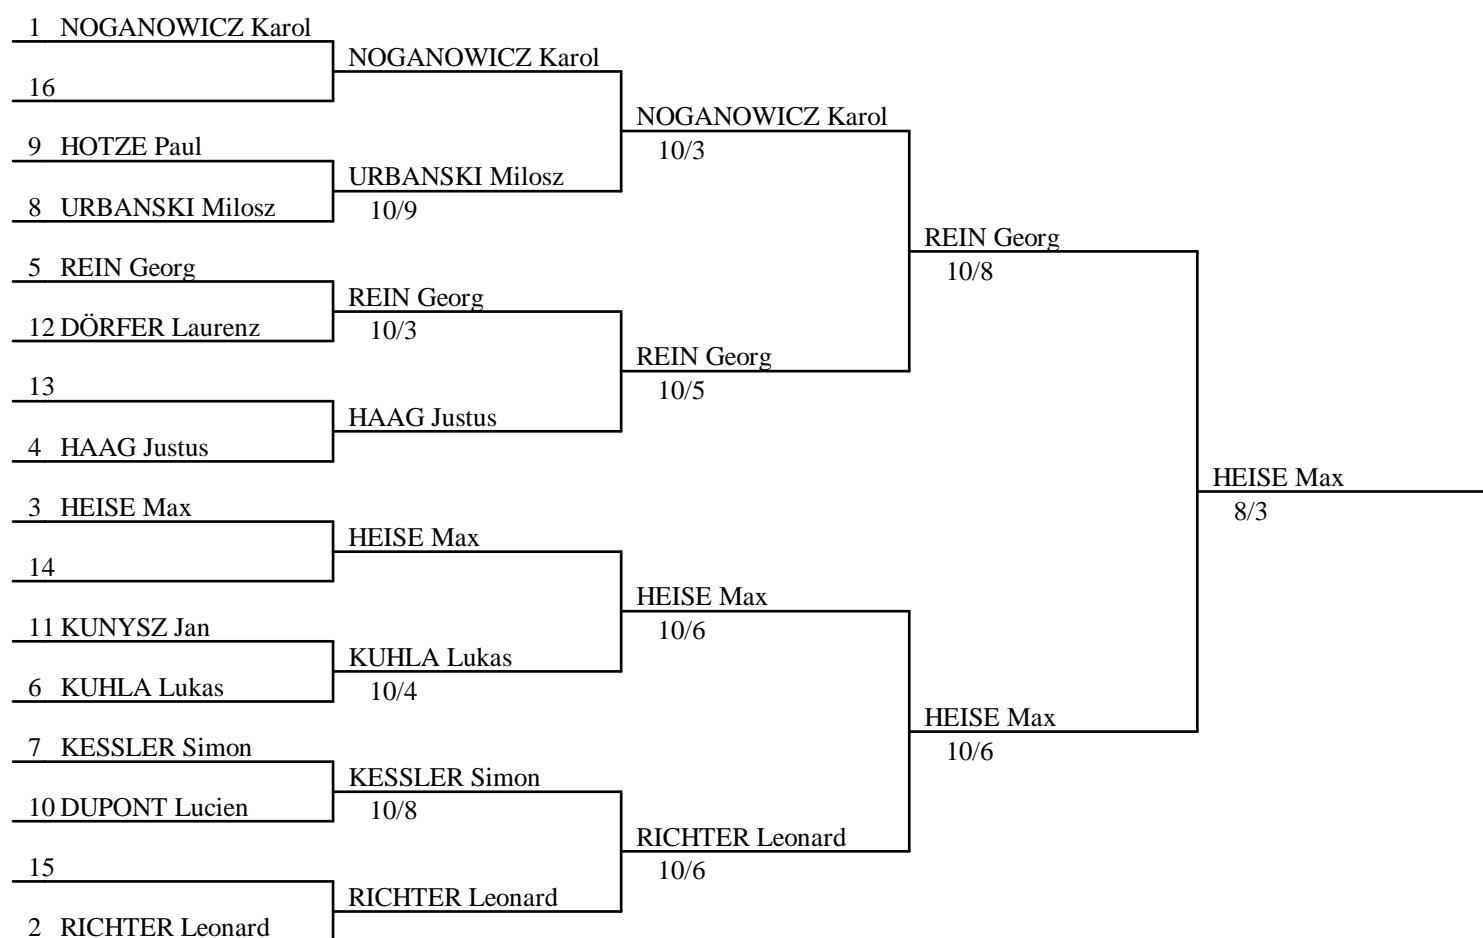 1 NOGANOWICZ Karol
16
9 HOTZE Paul
8 URBANSKI Milosz
5 REIN Georg
12 DÖRFER Laurenz
13
4 HAAG Justus
3 HEISE Max
14
11 KUNYSZ Jan
6 KUHLA Lukas
7 KESSLER Simon
10 DUPONT Lucien
15
2 RICHTER Leonard
NOGANOWICZ Karol
URBANSKI Milosz
10/9
REIN Georg
10/3
HAAG Justus
HEISE Max
KUHLA Lukas
10/4
KESSLER Simon
10/8
RICHTER Leonard
NOGANOWICZ Karol
10/3
REIN Georg
10/5
HEISE Max
10/6
RICHTER Leonard
10/6
REIN Georg
10/8
HEISE Max
10/6
HEISE Max
8/3